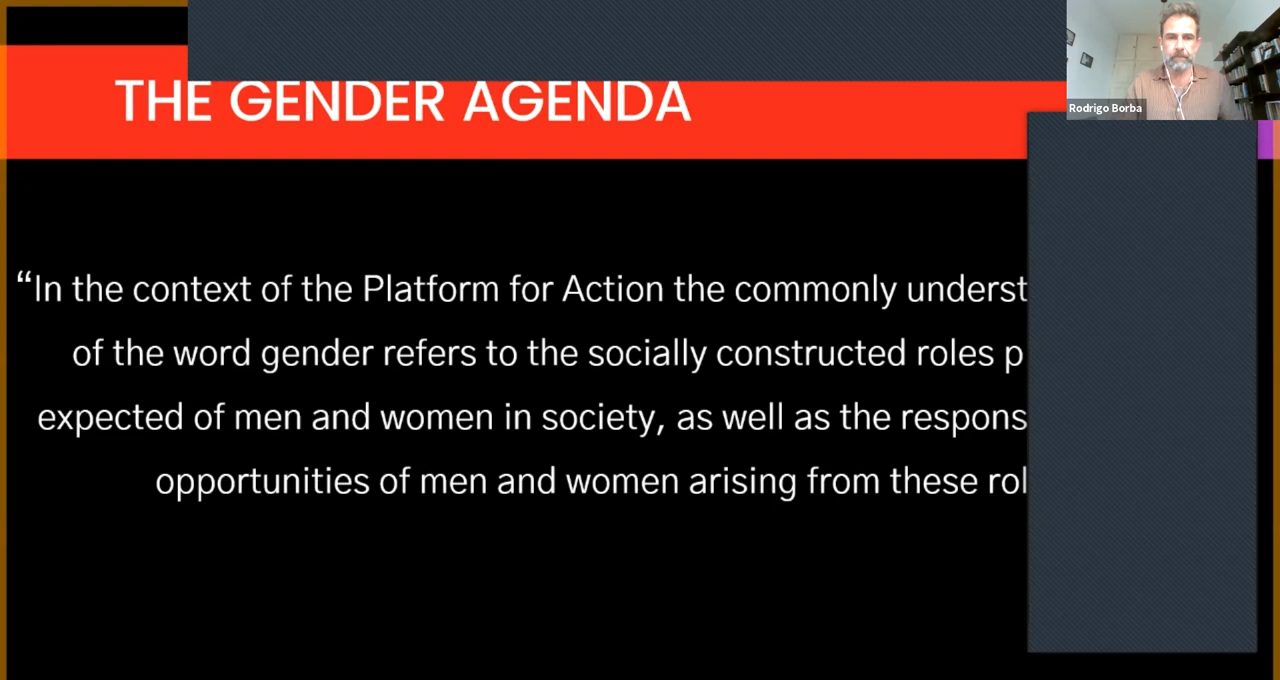 THE GENDER AGENDA
Rodrigo Borba
“In the context of the Platform for Action the commonly underst
of the word gender refers to the socially constructed roles p
expected of men and women in society, as well as the respons
opportunities of men and women arising from these rol